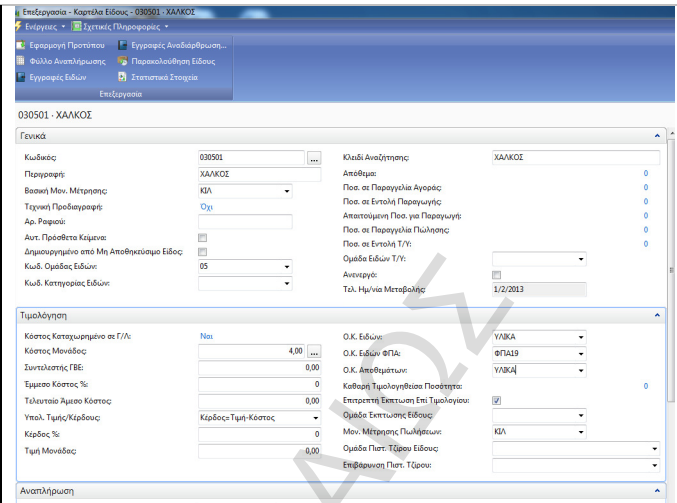 Επεξεργασία - Καρτέλα Είδους - 030501 · ΧΑΛΚΟΣ
Ενέργειες Σχετικές Πληροφορίες
Εφαρμογή Προτύπου Εγγραφές Αναδιάρθρωση...
Φύλλο Αναπλήρωσης Παρακολούθηση Είδους
Εγγραφές Ειδών Στατιστικά Στοιχεία
Επεξεργασία
030501 · ΧΑΛΚΟΣ
Γενικά
Κωδικός: 030501 ...
Περιγραφή: ΧΑΛΚΟΣ
Βασική Μον. Μέτρησης: ΚΙΛ
Τεχνική Προδιαγραφή: Όχι
Αρ. Ραφιού:
Αυτ. Πρόσθετα Κείμενα:
Δημιουργημένο από Μη Αποθηκεύσιμο Είδος:
Κωδ. Ομάδας Ειδών: 05
Κωδ. Κατηγορίας Ειδών:
Κλειδί Αναζήτησης: ΧΑΛΚΟΣ
Απόθεμα: 0
Ποσ. σε Παραγγελία Αγοράς: 0
Ποσ. σε Εντολή Παραγωγής: 0
Απαιτούμενη Ποσ. για Παραγωγή: 0
Ποσ. σε Παραγγελία Πώλησης: 0
Ποσ. σε Εντολή Τ/Υ: 0
Ομάδα Ειδών Τ/Υ:
Ανενεργό:
Τελ. Ημ/νία Μεταβολής: 1/2/2013
Τιμολόγηση
Κόστος Καταχωρημένο σε Γ/Λ: Ναι
Κόστος Μονάδος: 4,00 ...
Συντελεστής ΓΒΕ: 0,00
Έμμεσο Κόστος %: 0
Τελευταίο Άμεσο Κόστος: 0,00
Υπολ. Τιμής/Κέρδους: Κέρδος=Τιμή-Κόστος
Κέρδος %: 0
Τιμή Μονάδας: 0,00
Ο.Κ. Ειδών: ΥΛΙΚΑ
Ο.Κ. Ειδών ΦΠΑ: ΦΠΑ19
Ο.Κ. Αποθεμάτων: ΥΛΙΚΑ
Καθαρή Τιμολογηθείσα Ποσότητα: 0
Επιτρεπτή Έκπτωση Επί Τιμολογίου:
Ομάδα Έκπτωσης Είδους:
Μον. Μέτρησης Πωλήσεων: ΚΙΛ
Ομάδα Πιστ. Τζίρου Είδους:
Επιβάρυνση Πιστ. Τζίρου:
Αναπλήρωση